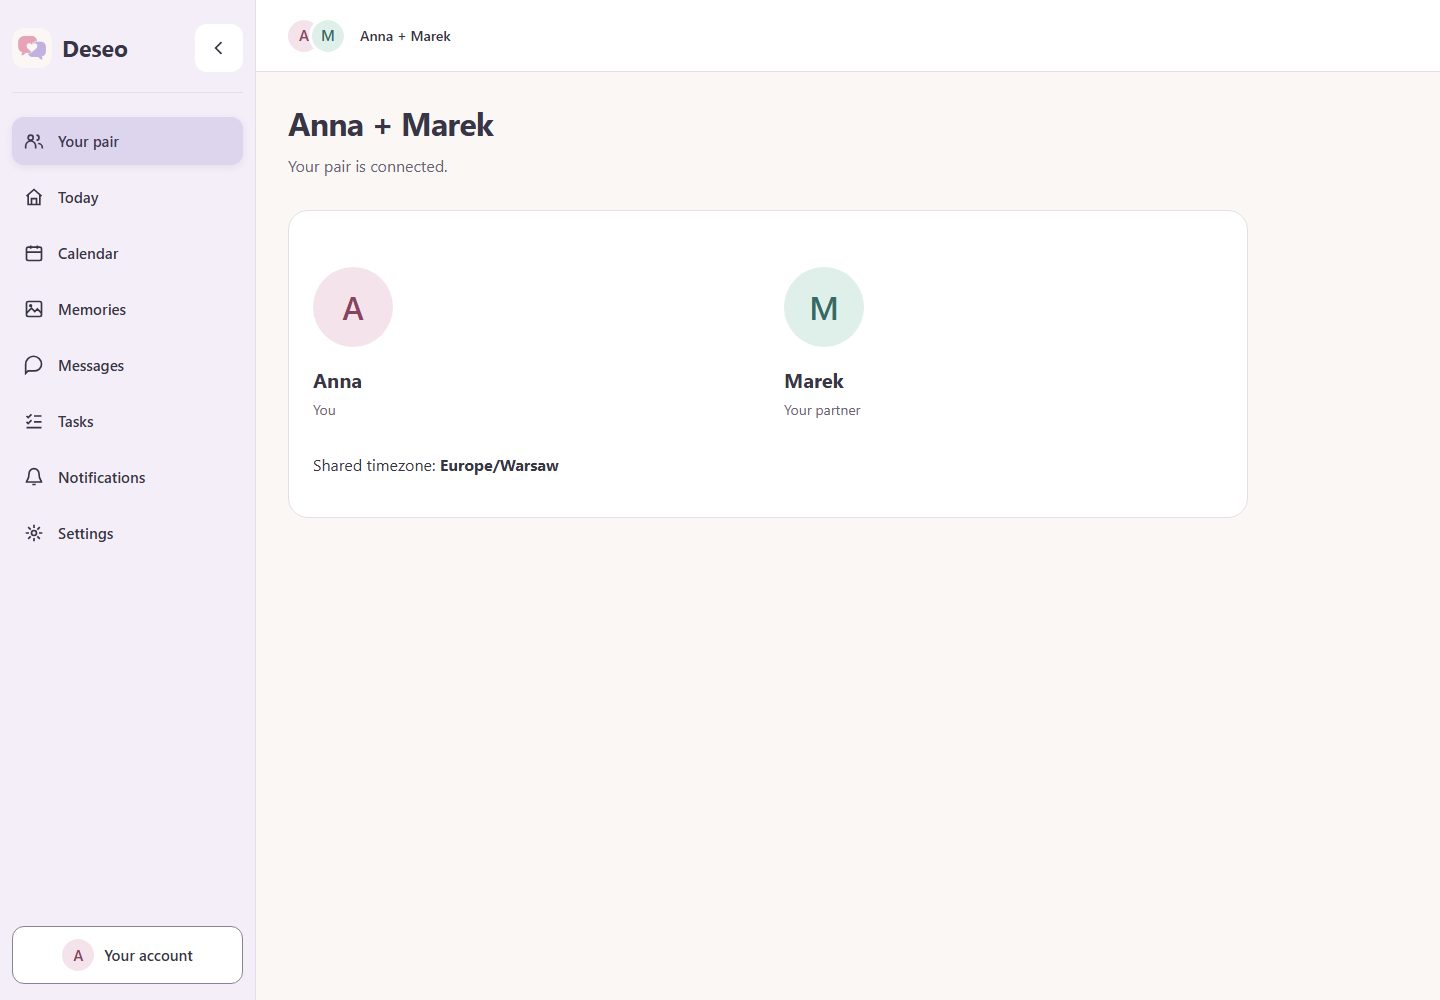 Deseo
Your pair
Today
Calendar
Memories
Messages
Tasks
Notifications
Settings
A Your account
A M Anna + Marek
Anna + Marek
Your pair is connected.
A
Anna
You
M
Marek
Your partner
Shared timezone: Europe/Warsaw